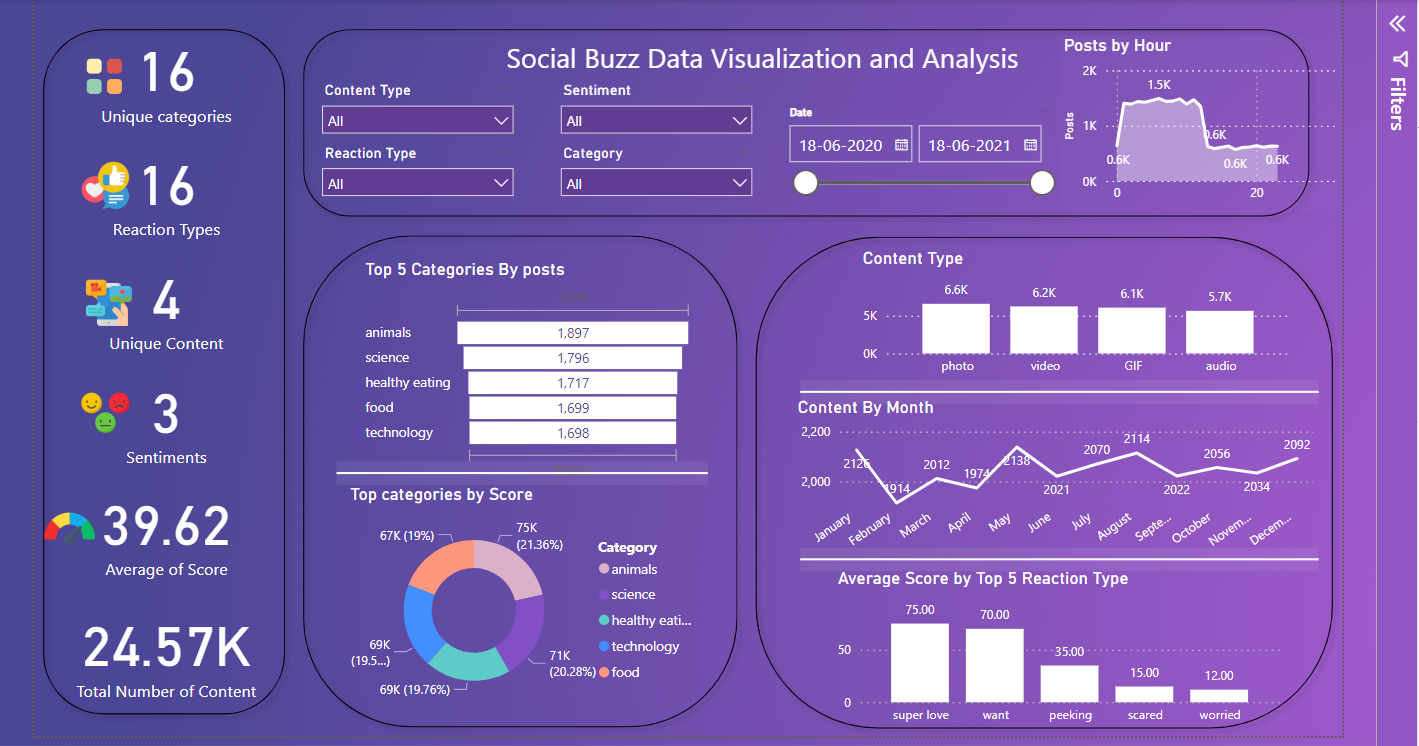 16
Unique categories
16
Reaction Types
4
Unique Content
3
Sentiments
39.62
Average of Score
24.57K
Total Number of Content
Social Buzz Data Visualization and Analysis
Content Type
All
Sentiment
All
Reaction Type
All
Category
All
Date
18-06-2020
18-06-2021
Posts by Hour
Posts
2K
1K
0K
1.5K
0.6K
0.6K
0.6K
0.6K
0
20
Filters
Top 5 Categories By posts
animals 1,897
science 1,796
healthy eating 1,717
food 1,699
technology 1,698
Top categories by Score
67K (19%)
75K
(21.36%)
69K
(19.5...)
71K
(20.28%)
69K (19.76%)
Category
animals
science
healthy eati...
technology
food
Content Type
5K
0K
6.6K 6.2K 6.1K 5.7K
photo video GIF audio
Content By Month
2,200
2,000
2126 1914 2012 1974 2138 2021 2070 2114 2022 2056 2034 2092
January February March April May June July August Septe... October Novem... Decem...
Average Score by Top 5 Reaction Type
50
0
75.00 70.00 35.00 15.00 12.00
super love want peeking scared worried